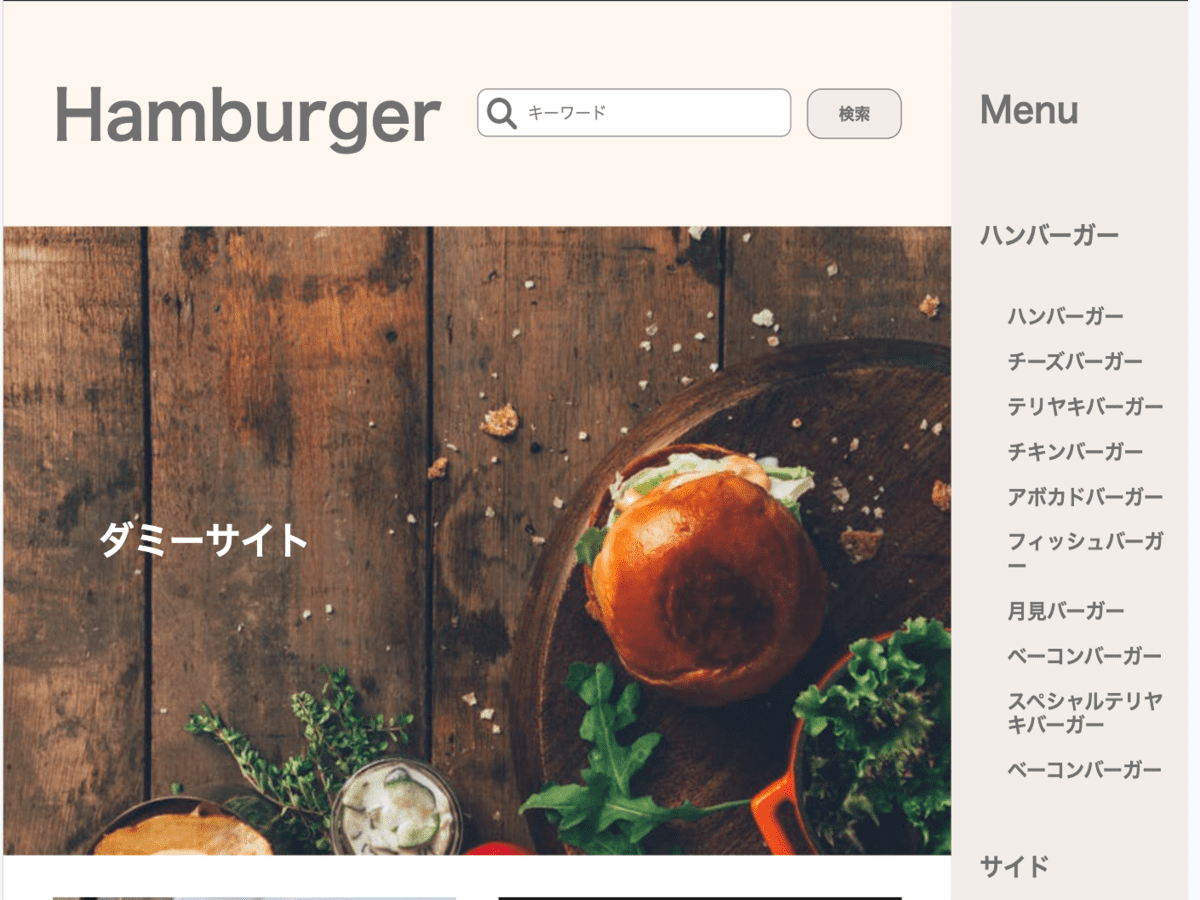 Hamburger
キーワード
検索
ダミーサイト
Menu
ハンバーガー
ハンバーガー
チーズバーガー
テリヤキバーガー
チキンバーガー
アボカドバーガー
フィッシュバーガ
ー
月見バーガー
ベーコンバーガー
スペシャルテリヤ
キバーガー
ベーコンバーガー
サイド